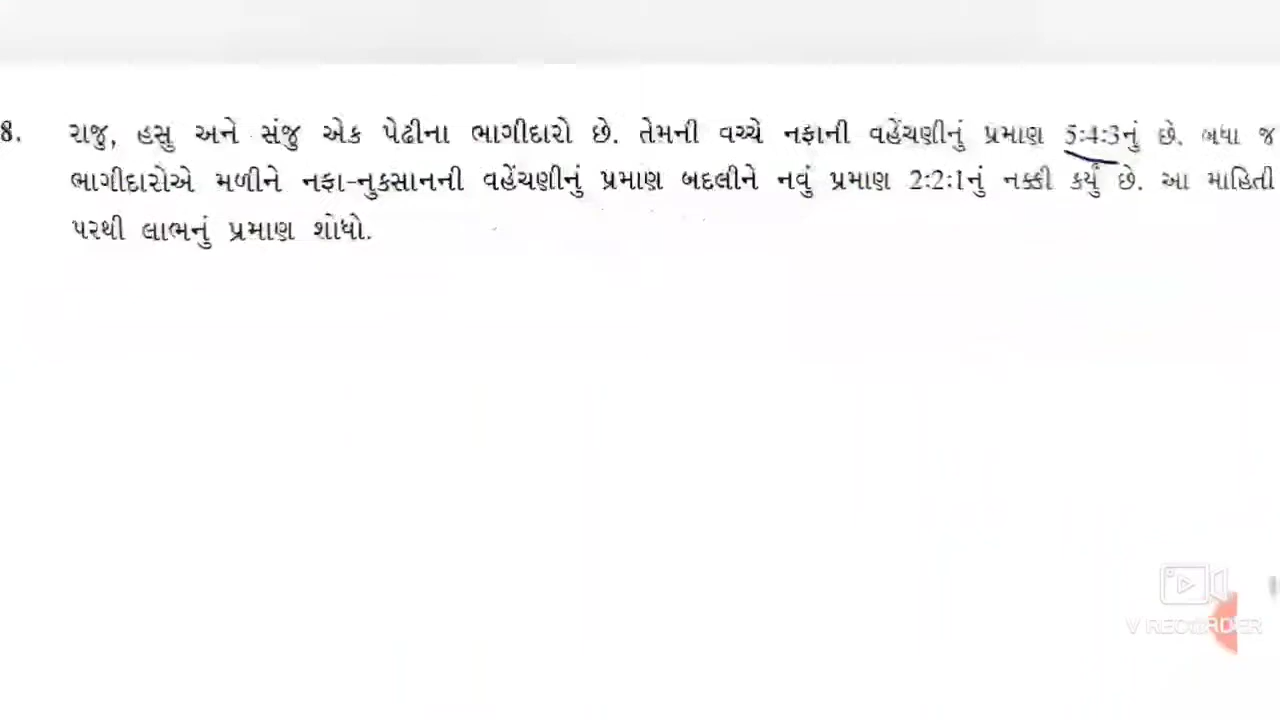 8. રાજુ, હસુ અને સંજુ એક પેઢીના ભાગીદારો છે. તેમની વચ્ચે નફાની વહેંચણીનું પ્રમાણ 5:4:3નું છે. બધા જ
ભાગીદારોએ મળીને નફા-નુકસાનની વહેંચણીનું પ્રમાણ બદલીને નવું પ્રમાણ 2:2:1નું નક્કી કર્યું છે. આ માહિતી
પરથી લાભનું પ્રમાણ શોધો.
V RECORDER